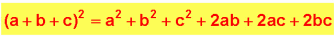 (a + b + c)² = a² + b² + c² + 2ab + 2ac + 2bc